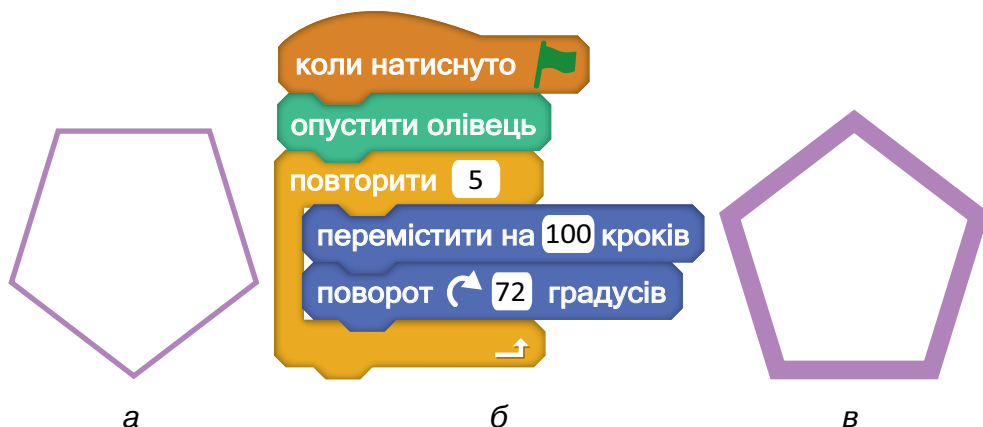 коли натиснуто
опустити олівець
повторити 5
перемістити на 100 кроків
поворот 72 градусів
а б в